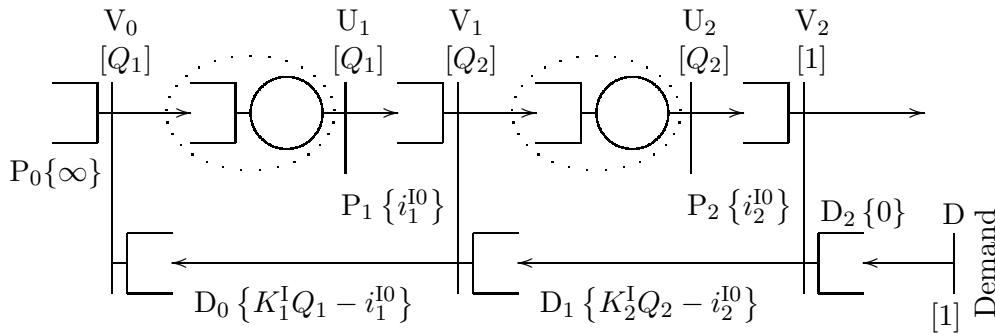 V₀ U₁ V₁ U₂ V₂
[Q₁] [Q₁] [Q₂] [Q₂] [1]
P₀{∞}
P₁ {i₁^{I0}} P₂ {i₂^{I0}} D₂ {0} D
D₀ {K₁^I Q₁ − i₁^{I0}} D₁ {K₂^I Q₂ − i₂^{I0}} [1]
Demand